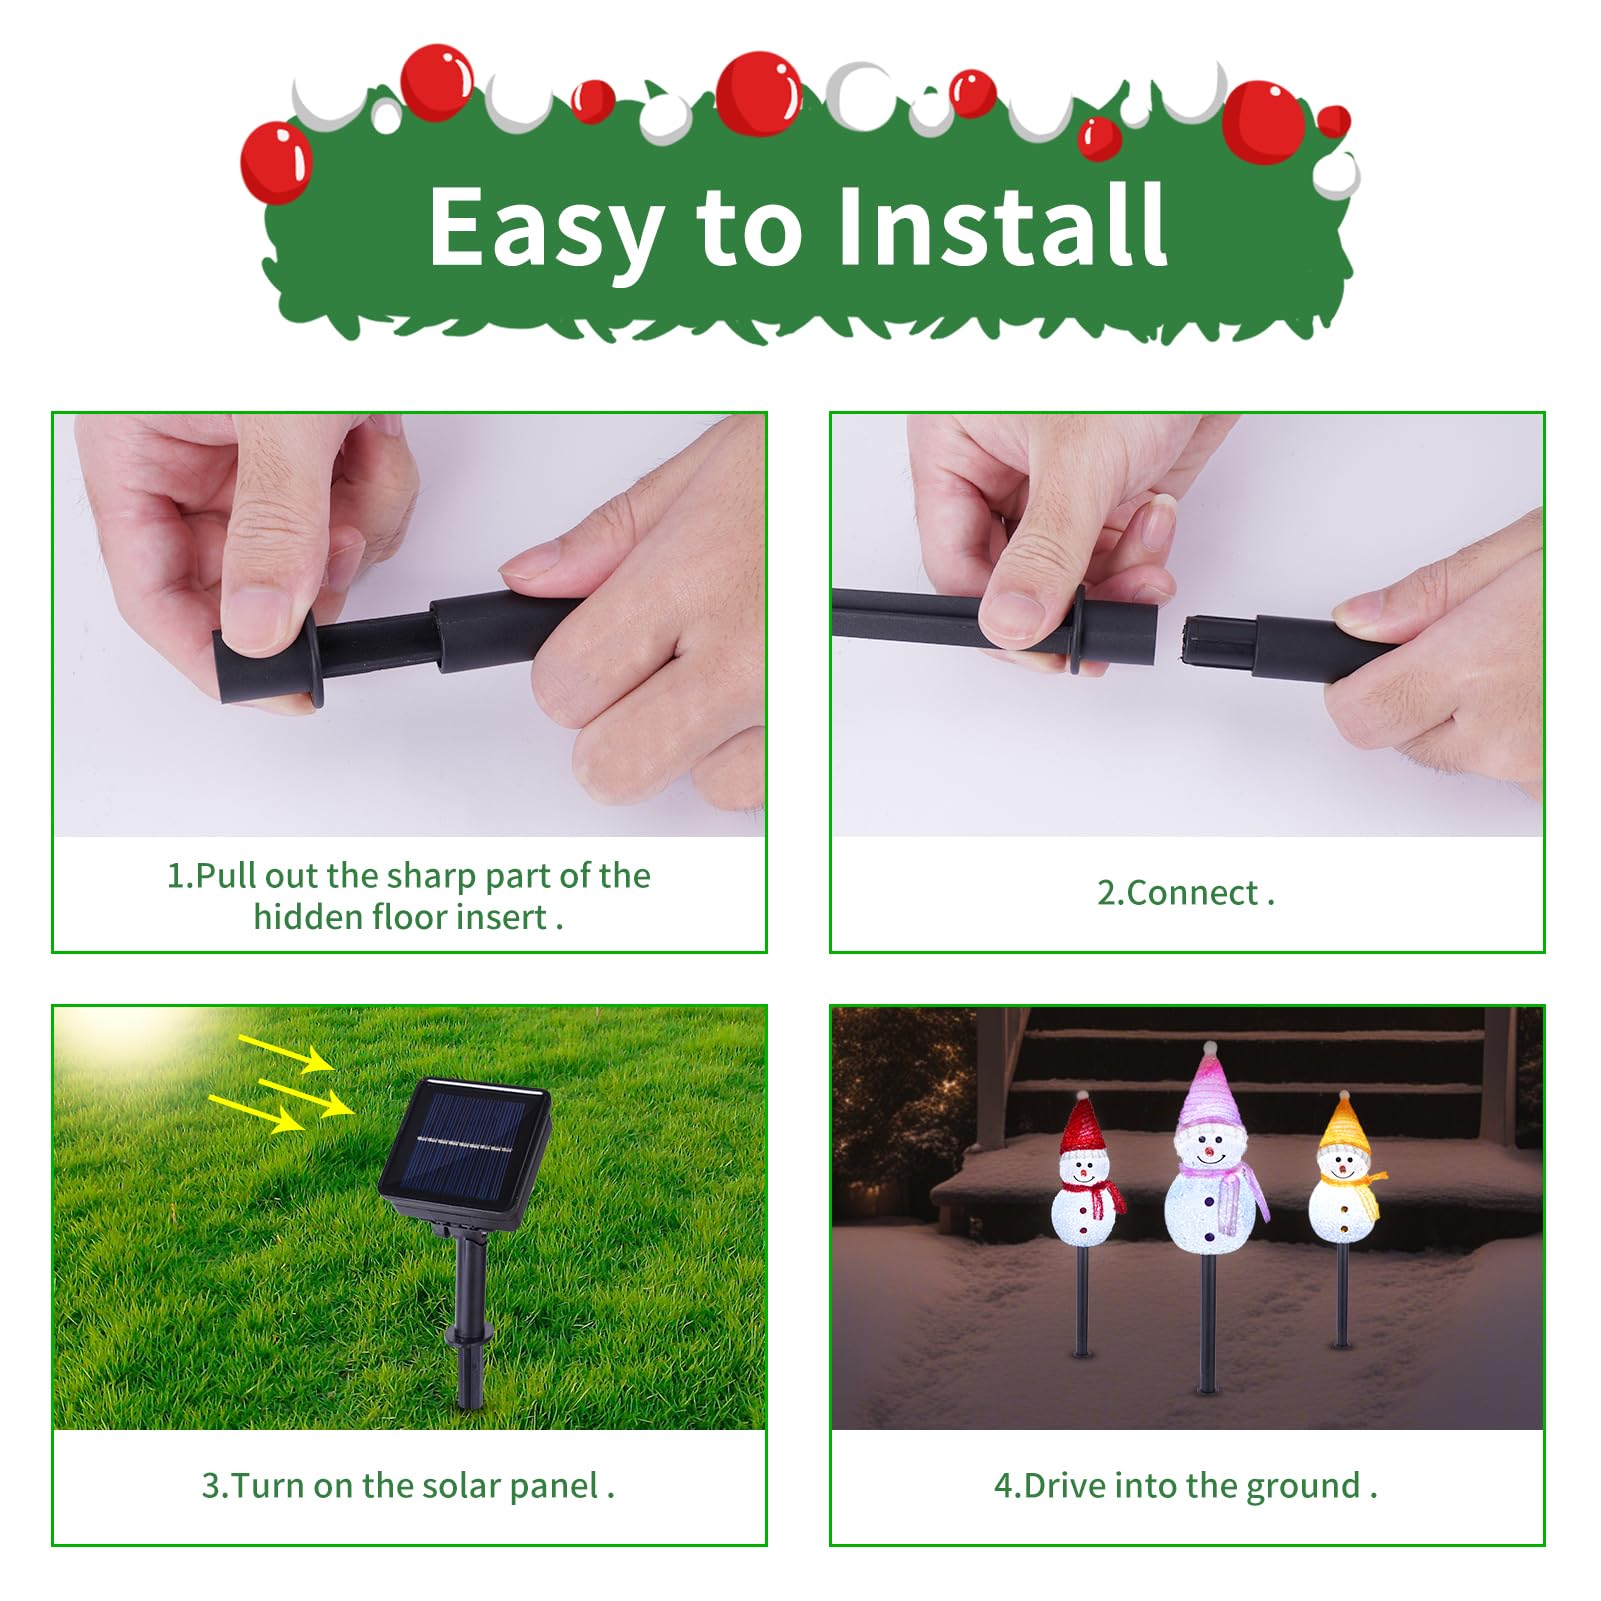 Easy to Install
1.Pull out the sharp part of the
hidden floor insert .
2.Connect .
3.Turn on the solar panel .
4.Drive into the ground .